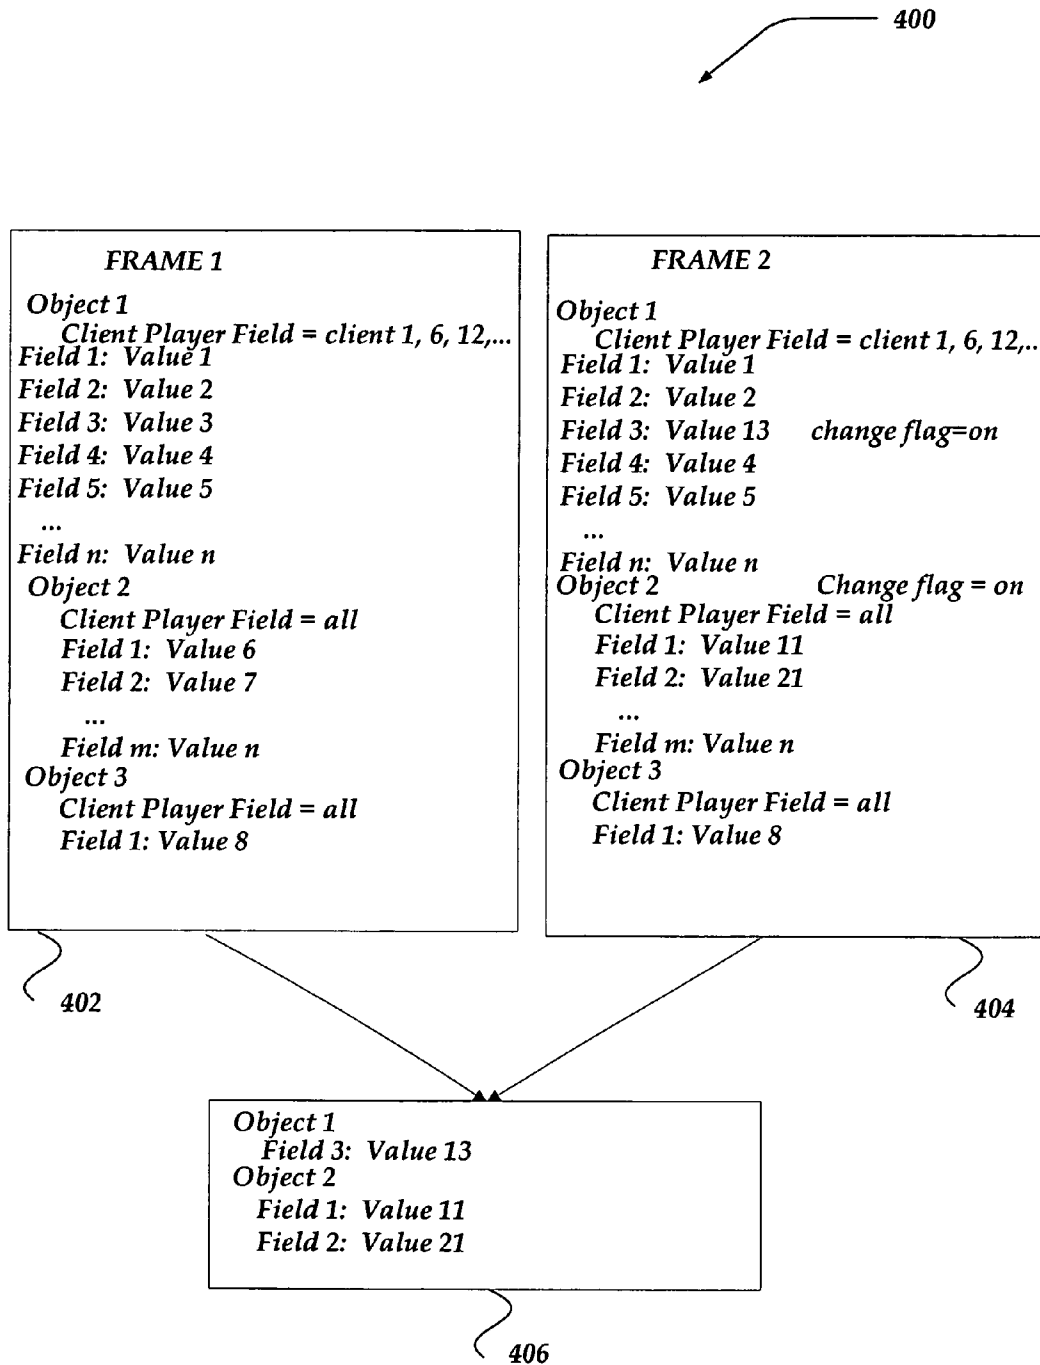 400
FRAME 1
Object 1
Client Player Field = client 1, 6, 12,...
Field 1: Value 1
Field 2: Value 2
Field 3: Value 3
Field 4: Value 4
Field 5: Value 5
...
Field n: Value n
Object 2
Client Player Field = all
Field 1: Value 6
Field 2: Value 7
...
Field m: Value n
Object 3
Client Player Field = all
Field 1: Value 8
402
FRAME 2
Object 1
Client Player Field = client 1, 6, 12,..
Field 1: Value 1
Field 2: Value 2
Field 3: Value 13 change flag=on
Field 4: Value 4
Field 5: Value 5
...
Field n: Value n
Object 2 Change flag = on
Client Player Field = all
Field 1: Value 11
Field 2: Value 21
...
Field m: Value n
Object 3
Client Player Field = all
Field 1: Value 8
404
Object 1
Field 3: Value 13
Object 2
Field 1: Value 11
Field 2: Value 21
406